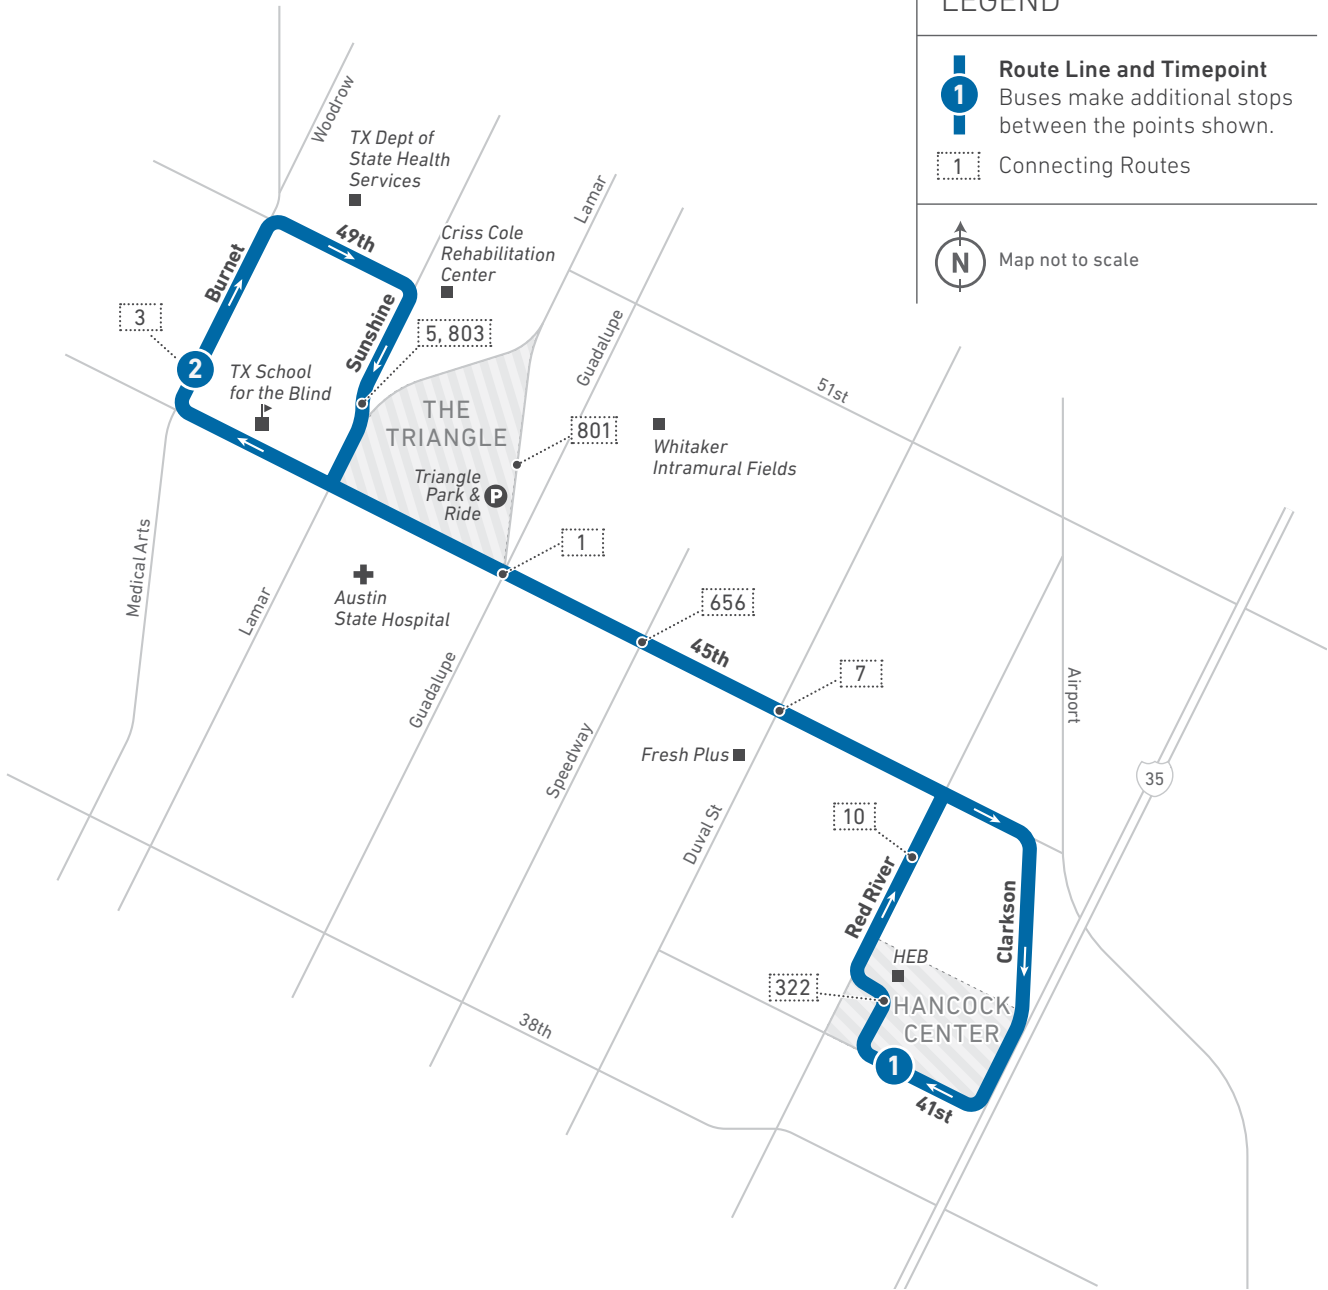 LEGEND
1
Route Line and Timepoint
Buses make additional stops
between the points shown.
1
Connecting Routes
N
Map not to scale
Woodrow
TX Dept of
State Health
Services
Lamar
49th
Criss Cole
Rehabilitation
Center
Burnet
3
Sunshine
5, 803
Guadalupe
2
TX School
for the Blind
51st
THE
TRIANGLE
801
Whitaker
Intramural Fields
Triangle
Park &
Ride
P
Medical Arts
1
Austin
State Hospital
Lamar
656
45th
Guadalupe
7
Airport
Speedway
Fresh Plus
35
Duval St
10
Red River
Clarkson
HEB
322
HANCOCK
CENTER
38th
1
41st